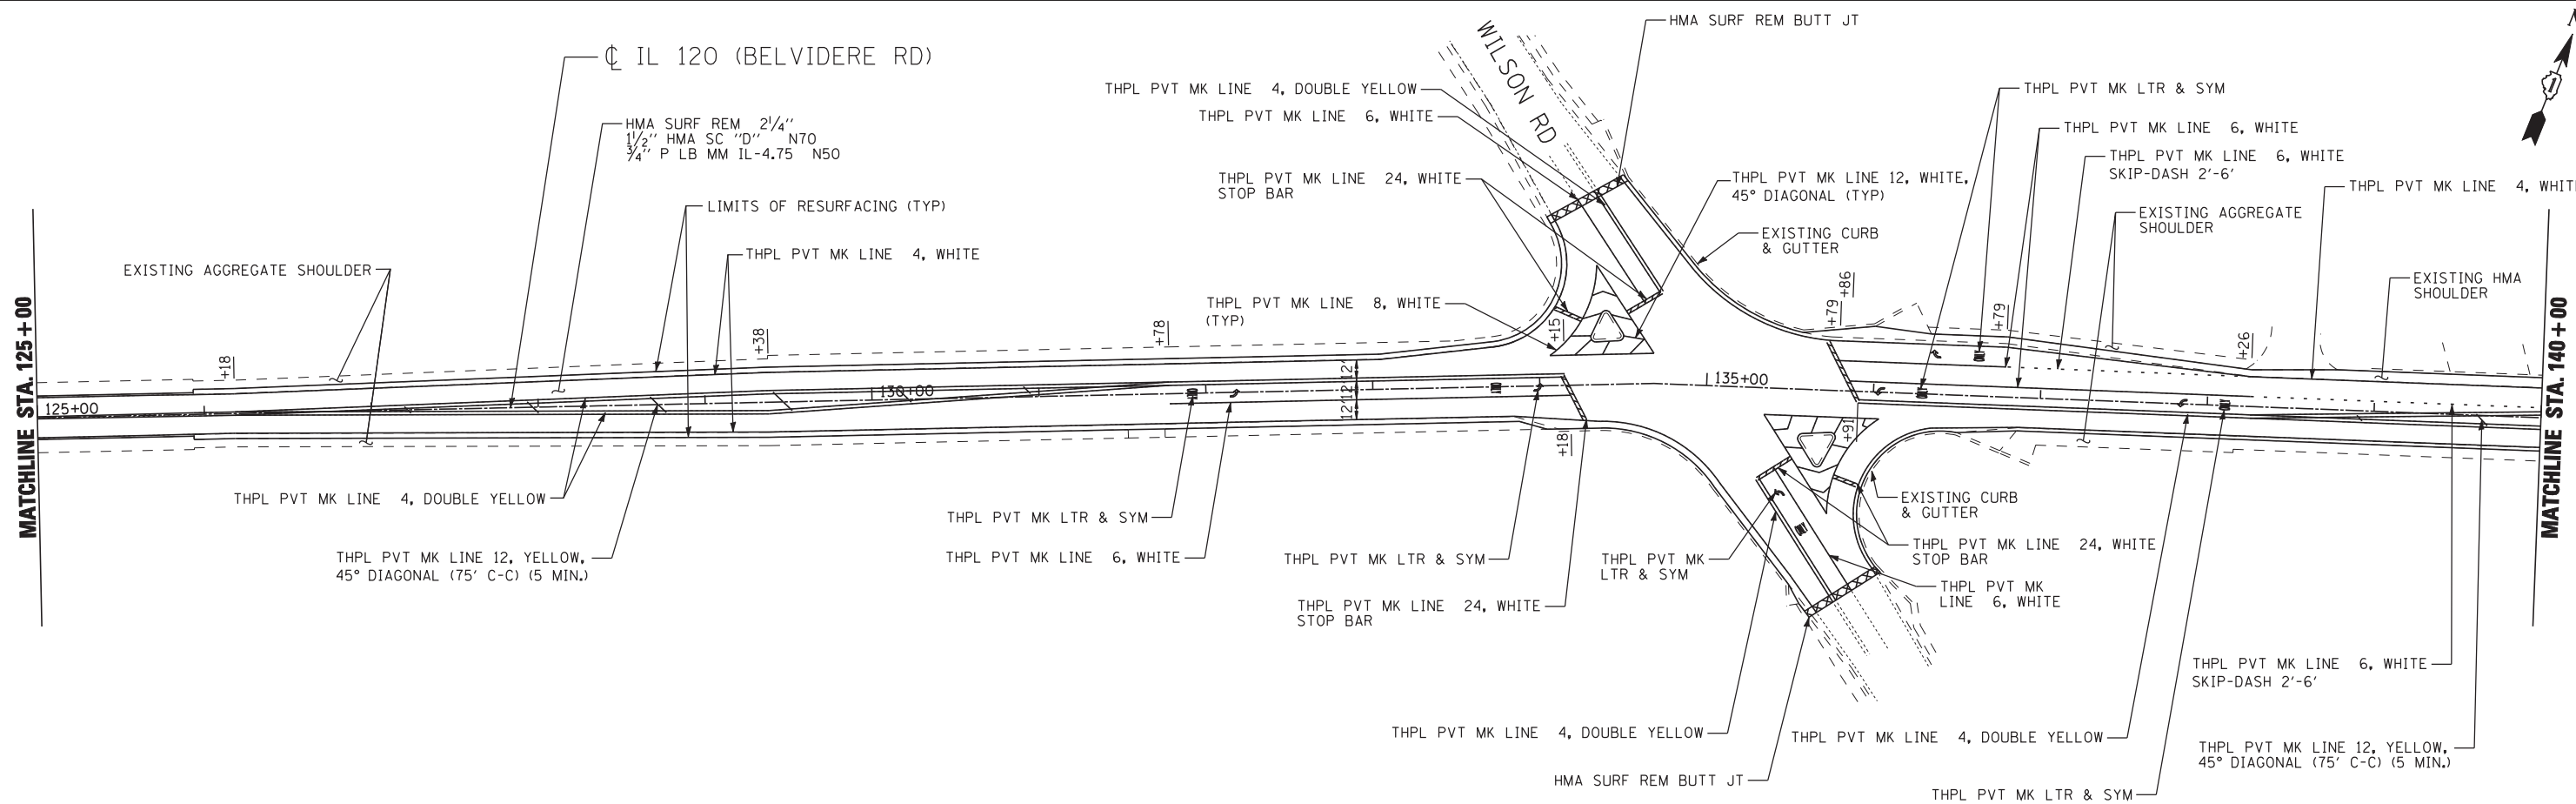 HMA SURF REM BUTT JT
℄ IL 120 (BELVIDERE RD)
WILSON RD
THPL PVT MK LINE 4, DOUBLE YELLOW
THPL PVT MK LINE 6, WHITE
THPL PVT MK LTR & SYM
THPL PVT MK LINE 6, WHITE
THPL PVT MK LINE 6, WHITE
SKIP-DASH 2'-6'
THPL PVT MK LINE 4, WHIT
HMA SURF REM 2 1/4"
1 1/2" HMA SC "D" N70
3/4" P LB MM IL-4.75 N50
THPL PVT MK LINE 24, WHITE
STOP BAR
THPL PVT MK LINE 12, WHITE,
45° DIAGONAL (TYP)
LIMITS OF RESURFACING (TYP)
EXISTING AGGREGATE
SHOULDER
EXISTING CURB
& GUTTER
THPL PVT MK LINE 4, WHITE
EXISTING AGGREGATE SHOULDER
EXISTING HMA
SHOULDER
THPL PVT MK LINE 8, WHITE
(TYP)
MATCHLINE STA. 125+00
+18
+38
+78
+15
+79
+86
+79
+26
MATCHLINE STA. 140+00
125+00
130+00
135+00
12'
12'
12'
+18
+91
THPL PVT MK LINE 4, DOUBLE YELLOW
THPL PVT MK LTR & SYM
EXISTING CURB
& GUTTER
THPL PVT MK LINE 12, YELLOW,
45° DIAGONAL (75' C-C) (5 MIN.)
THPL PVT MK LINE 6, WHITE
THPL PVT MK LTR & SYM
THPL PVT MK
LTR & SYM
THPL PVT MK LINE 24, WHITE
STOP BAR
THPL PVT MK
LINE 6, WHITE
THPL PVT MK LINE 24, WHITE
STOP BAR
THPL PVT MK LINE 6, WHITE
SKIP-DASH 2'-6'
THPL PVT MK LINE 4, DOUBLE YELLOW
THPL PVT MK LINE 4, DOUBLE YELLOW
THPL PVT MK LINE 12, YELLOW,
45° DIAGONAL (75' C-C) (5 MIN.)
HMA SURF REM BUTT JT
THPL PVT MK LTR & SYM